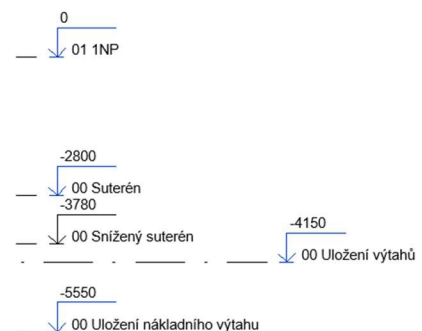 0
01 1NP
-2800
00 Suterén
-3780
00 Snížený suterén
-4150
00 Uložení výtahů
-5550
00 Uložení nákladního výtahu